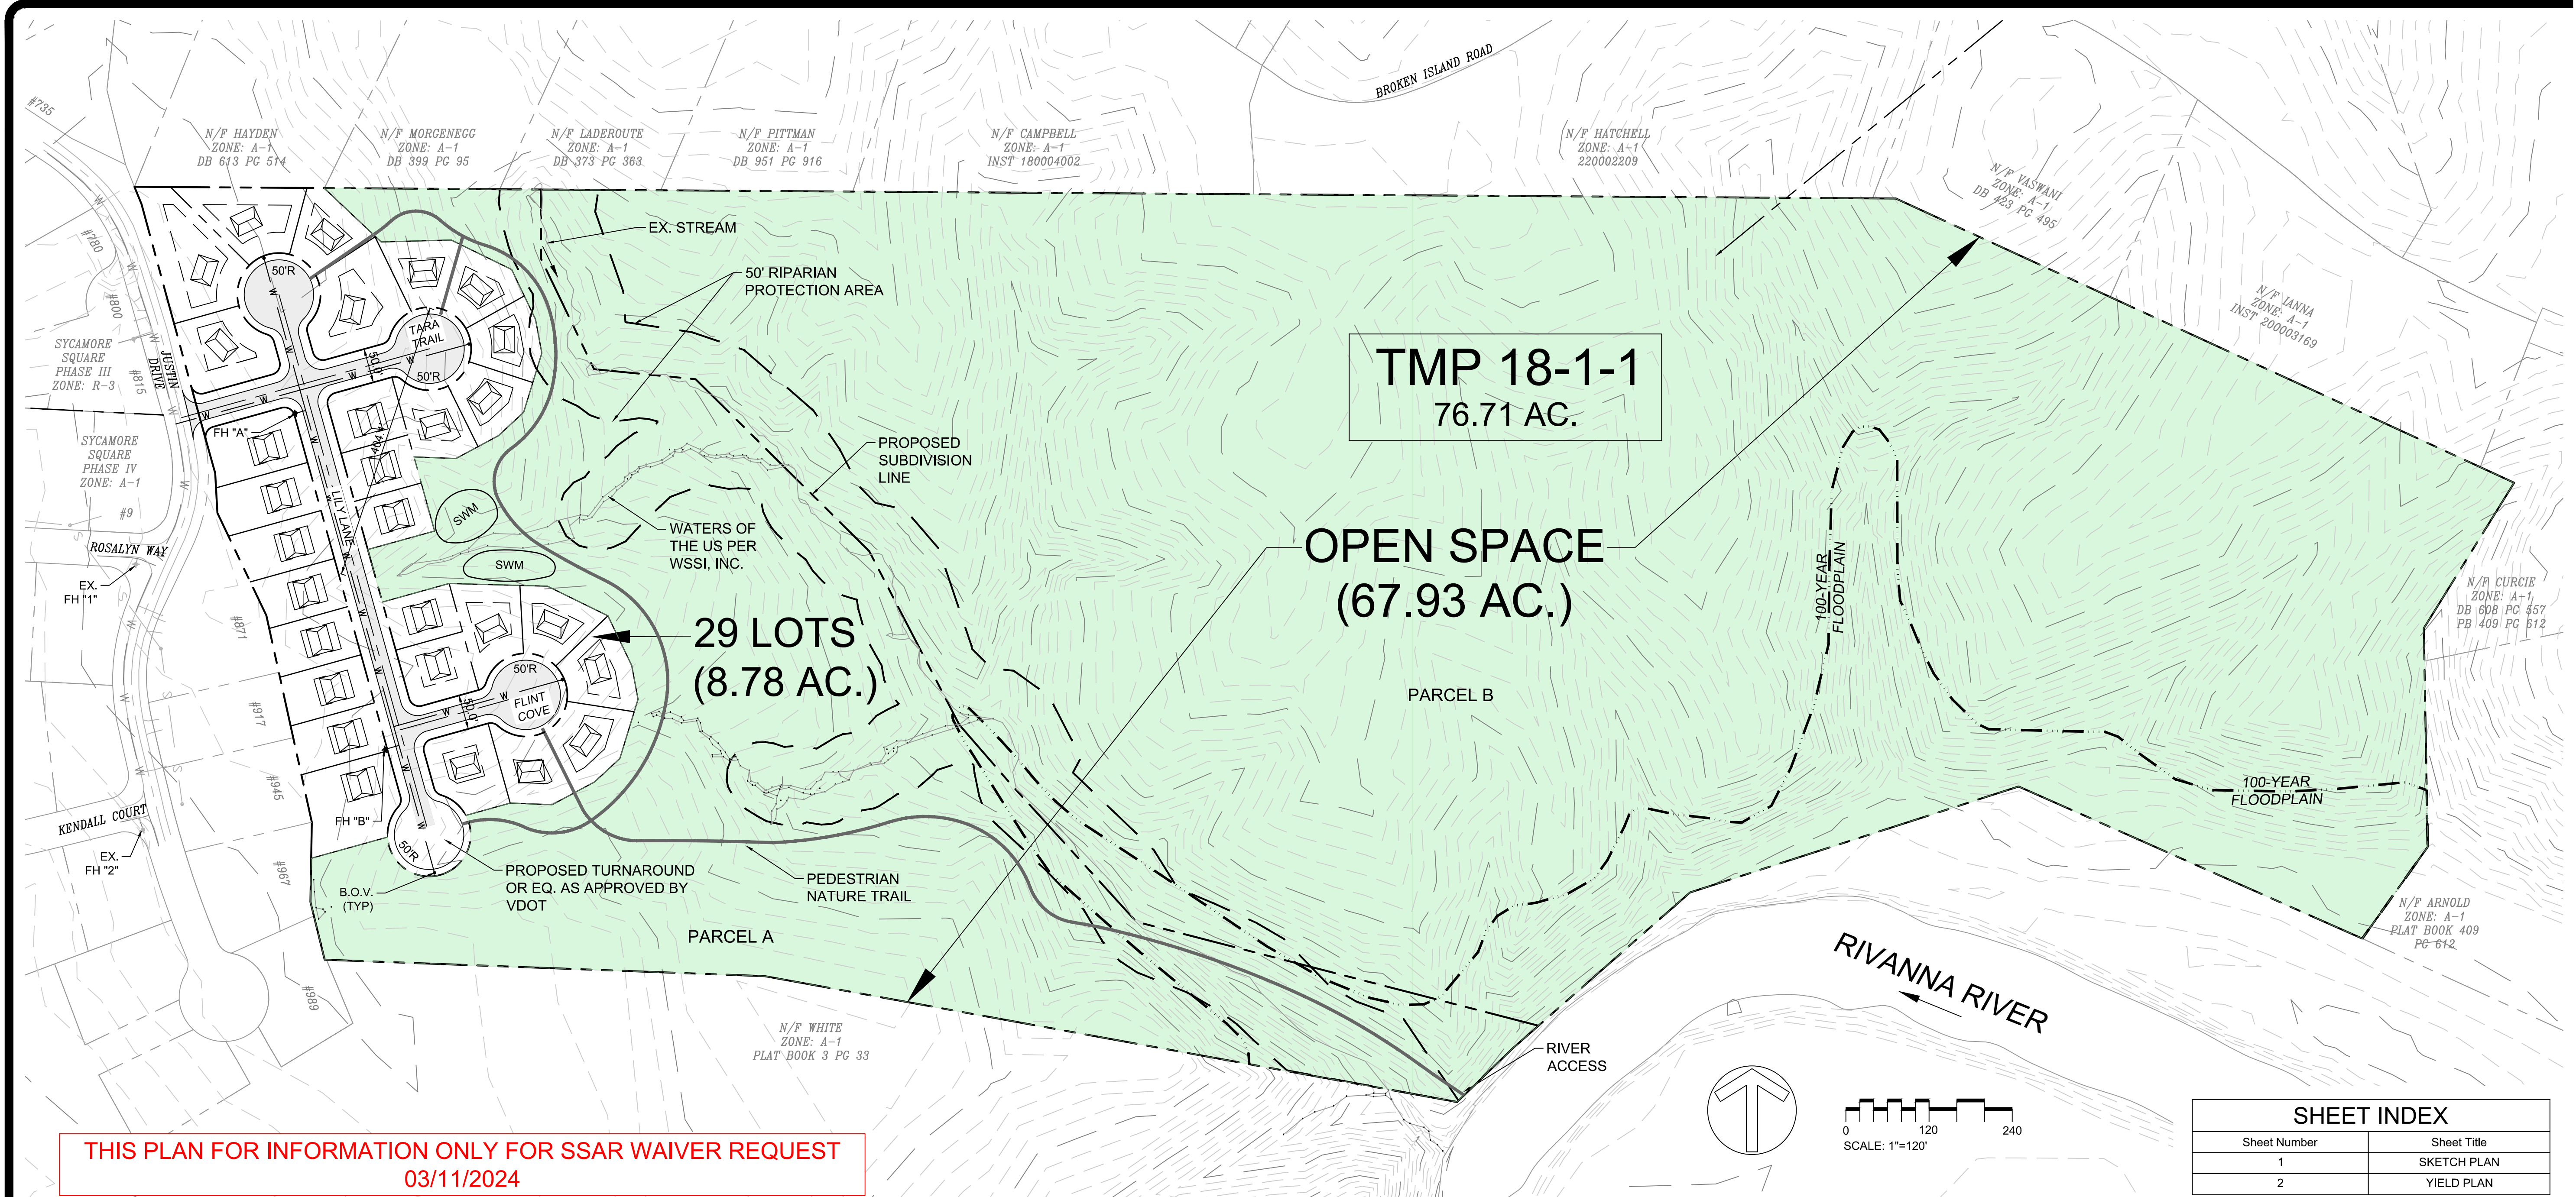 BROKEN ISLAND ROAD
#735
N/F HAYDEN
ZONE: A-1
DB 613 PG 514
N/F MORGENEGG
ZONE: A-1
DB 399 PG 95
N/F LADEROUTE
ZONE: A-1
DB 373 PG 363
N/F PITTMAN
ZONE: A-1
DB 951 PG 916
N/F CAMPBELL
ZONE: A-1
INST 180004002
N/F HATCHELL
ZONE: A-1
220002209
N/F VASWANI
ZONE: A-1
DB 423 PG 495
N/F IANNA
ZONE: A-1
INST 200003169
#780
#800
#815
JUSTIN
DRIVE
SYCAMORE
SQUARE
PHASE III
ZONE: R-3
SYCAMORE
SQUARE
PHASE IV
ZONE: A-1
#9
ROSALYN WAY
EX.
FH "1"
#871
#917
#945
KENDALL COURT
EX.
FH "2"
#967
#989
50'R
TARA
TRAIL
50'R
50.0'
FH "A"
LILY LANE
SWM
SWM
50'R
FLINT
COVE
50.0'
FH "B"
50'R
B.O.V.
(TYP)
EX. STREAM
50' RIPARIAN
PROTECTION AREA
PROPOSED
SUBDIVISION
LINE
WATERS OF
THE US PER
WSSI, INC.
29 LOTS
(8.78 AC.)
PROPOSED TURNAROUND
OR EQ. AS APPROVED BY
VDOT
PEDESTRIAN
NATURE TRAIL
PARCEL A
TMP 18-1-1
76.71 AC.
OPEN SPACE
(67.93 AC.)
PARCEL B
100-YEAR
FLOODPLAIN
100-YEAR
FLOODPLAIN
N/F CURCIE
ZONE: A-1
DB 608 PG 557
PB 409 PG 612
N/F ARNOLD
ZONE: A-1
PLAT BOOK 409
PG 612
N/F WHITE
ZONE: A-1
PLAT BOOK 3 PG 33
RIVANNA RIVER
RIVER
ACCESS
0 120 240
SCALE: 1"=120'
THIS PLAN FOR INFORMATION ONLY FOR SSAR WAIVER REQUEST
03/11/2024
SHEET INDEX
Sheet Number Sheet Title
1 SKETCH PLAN
2 YIELD PLAN